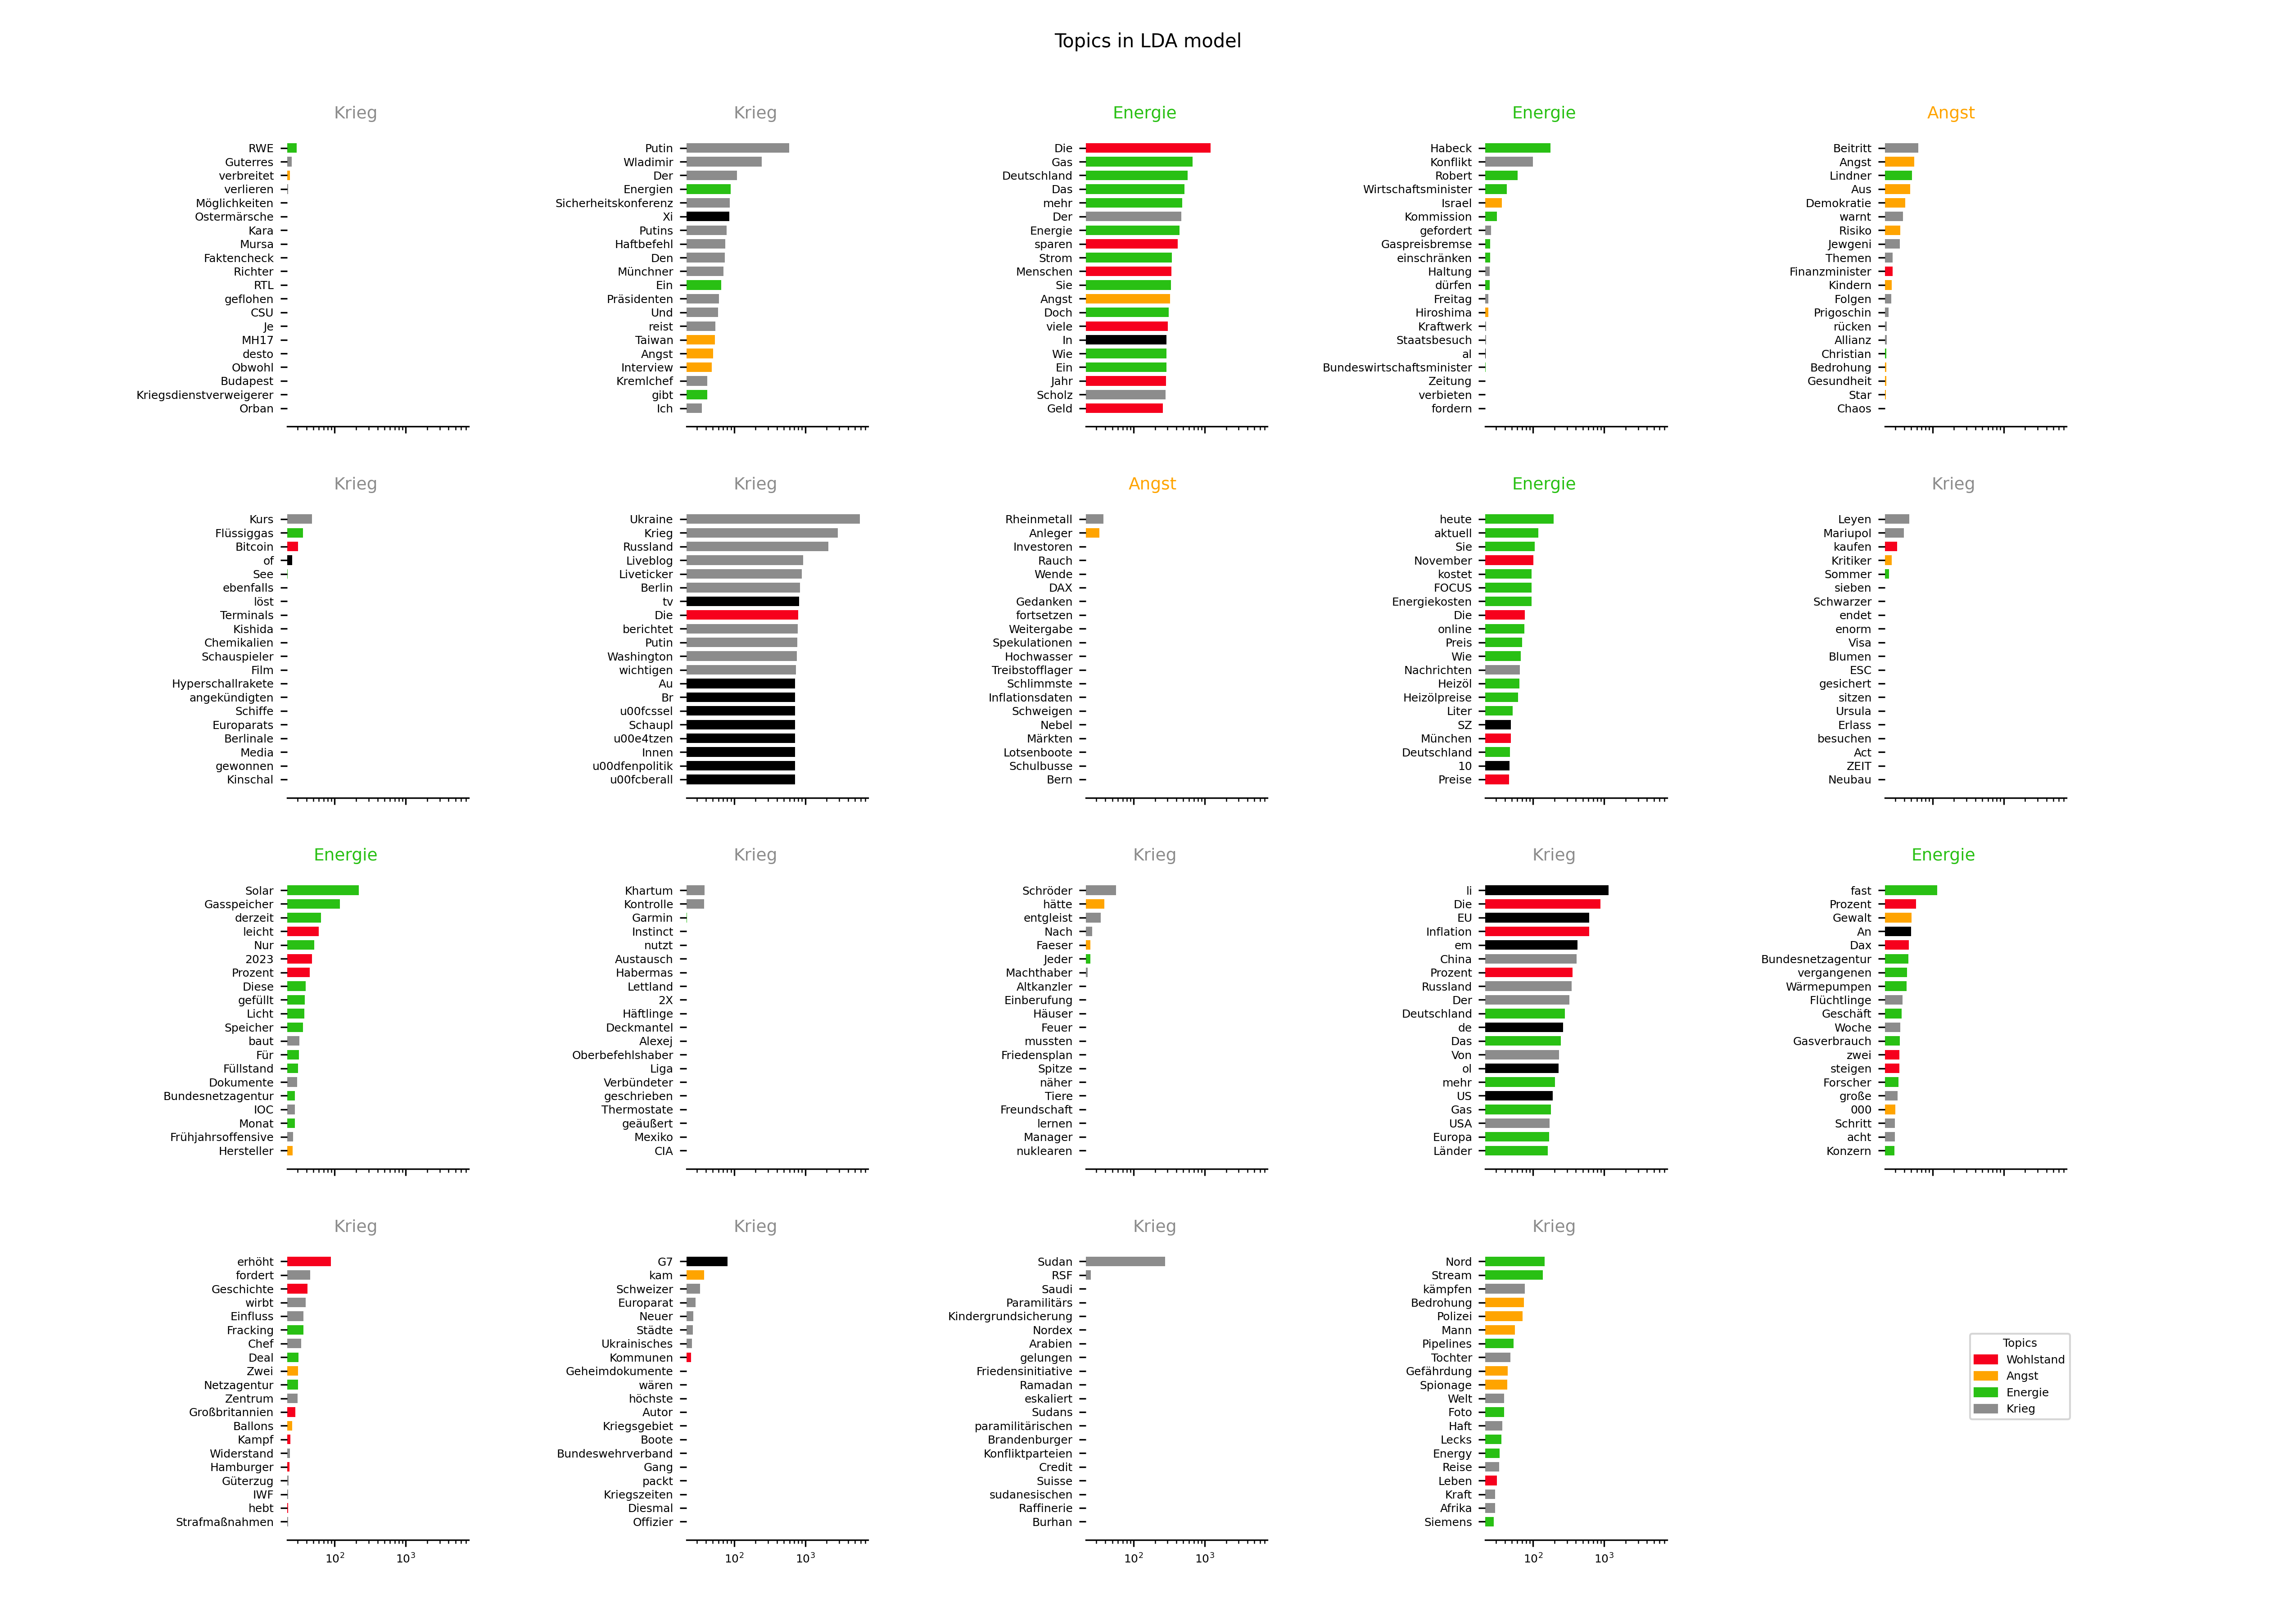 Topics in LDA model
Krieg
RWE
Guterres
verbreitet
verlieren
Möglichkeiten
Ostermärsche
Kara
Mursa
Faktencheck
Richter
RTL
geflohen
CSU
Je
MH17
desto
Obwohl
Budapest
Kriegsdienstverweigerer
Orban
Krieg
Putin
Wladimir
Der
Energien
Sicherheitskonferenz
Xi
Putins
Haftbefehl
Den
Münchner
Ein
Präsidenten
Und
reist
Taiwan
Angst
Interview
Kremlchef
gibt
Ich
Energie
Die
Gas
Deutschland
Das
mehr
Der
Energie
sparen
Strom
Menschen
Sie
Angst
Doch
viele
In
Wie
Ein
Jahr
Scholz
Geld
Energie
Habeck
Konflikt
Robert
Wirtschaftsminister
Israel
Kommission
gefordert
Gaspreisbremse
einschränken
Haltung
dürfen
Freitag
Hiroshima
Kraftwerk
Staatsbesuch
al
Bundeswirtschaftsminister
Zeitung
verbieten
fordern
Angst
Beitritt
Angst
Lindner
Aus
Demokratie
warnt
Risiko
Jewgeni
Themen
Finanzminister
Kindern
Folgen
Prigoschin
rücken
Allianz
Christian
Bedrohung
Gesundheit
Star
Chaos
Krieg
Kurs
Flüssiggas
Bitcoin
of
See
ebenfalls
löst
Terminals
Kishida
Chemikalien
Schauspieler
Film
Hyperschallrakete
angekündigten
Schiffe
Europarats
Berlinale
Media
gewonnen
Kinschal
Krieg
Ukraine
Krieg
Russland
Liveblog
Liveticker
Berlin
tv
Die
berichtet
Putin
Washington
wichtigen
Au
Br
u00fcssel
Schaupl
u00e4tzen
Innen
u00dfenpolitik
u00fcberall
Angst
Rheinmetall
Anleger
Investoren
Rauch
Wende
DAX
Gedanken
fortsetzen
Weitergabe
Spekulationen
Hochwasser
Treibstofflager
Schlimmste
Inflationsdaten
Schweigen
Nebel
Märkten
Lotsenboote
Schulbusse
Bern
Energie
heute
aktuell
Sie
November
kostet
FOCUS
Energiekosten
Die
online
Preis
Wie
Nachrichten
Heizöl
Heizölpreise
Liter
SZ
München
Deutschland
10
Preise
Krieg
Leyen
Mariupol
kaufen
Kritiker
Sommer
sieben
Schwarzer
endet
enorm
Visa
Blumen
ESC
gesichert
sitzen
Ursula
Erlass
besuchen
Act
ZEIT
Neubau
Energie
Solar
Gasspeicher
derzeit
leicht
Nur
2023
Prozent
Diese
gefüllt
Licht
Speicher
baut
Für
Füllstand
Dokumente
Bundesnetzagentur
IOC
Monat
Frühjahrsoffensive
Hersteller
Krieg
Khartum
Kontrolle
Garmin
Instinct
nutzt
Austausch
Habermas
Lettland
2X
Häftlinge
Deckmantel
Alexej
Oberbefehlshaber
Liga
Verbündeter
geschrieben
Thermostate
geäußert
Mexiko
CIA
Krieg
Schröder
hätte
entgleist
Nach
Faeser
Jeder
Machthaber
Altkanzler
Einberufung
Häuser
Feuer
mussten
Friedensplan
Spitze
näher
Tiere
Freundschaft
lernen
Manager
nuklearen
Krieg
li
Die
EU
Inflation
em
China
Prozent
Russland
Der
Deutschland
de
Das
Von
ol
mehr
US
Gas
USA
Europa
Länder
Energie
fast
Prozent
Gewalt
An
Dax
Bundesnetzagentur
vergangenen
Wärmepumpen
Flüchtlinge
Geschäft
Woche
Gasverbrauch
zwei
steigen
Forscher
große
000
Schritt
acht
Konzern
Krieg
erhöht
fordert
Geschichte
wirbt
Einfluss
Fracking
Chef
Deal
Zwei
Netzagentur
Zentrum
Großbritannien
Ballons
Kampf
Widerstand
Hamburger
Güterzug
IWF
hebt
Strafmaßnahmen
10² 10³
Krieg
G7
kam
Schweizer
Europarat
Neuer
Städte
Ukrainisches
Kommunen
Geheimdokumente
wären
höchste
Autor
Kriegsgebiet
Boote
Bundeswehrverband
Gang
packt
Kriegszeiten
Diesmal
Offizier
10² 10³
Krieg
Sudan
RSF
Saudi
Paramilitärs
Kindergrundsicherung
Nordex
Arabien
gelungen
Friedensinitiative
Ramadan
eskaliert
Sudans
paramilitärischen
Brandenburger
Konfliktparteien
Credit
Suisse
sudanesischen
Raffinerie
Burhan
10² 10³
Krieg
Nord
Stream
kämpfen
Bedrohung
Polizei
Mann
Pipelines
Tochter
Gefährdung
Spionage
Welt
Foto
Haft
Lecks
Energy
Reise
Leben
Kraft
Afrika
Siemens
10² 10³
Topics
Wohlstand
Angst
Energie
Krieg